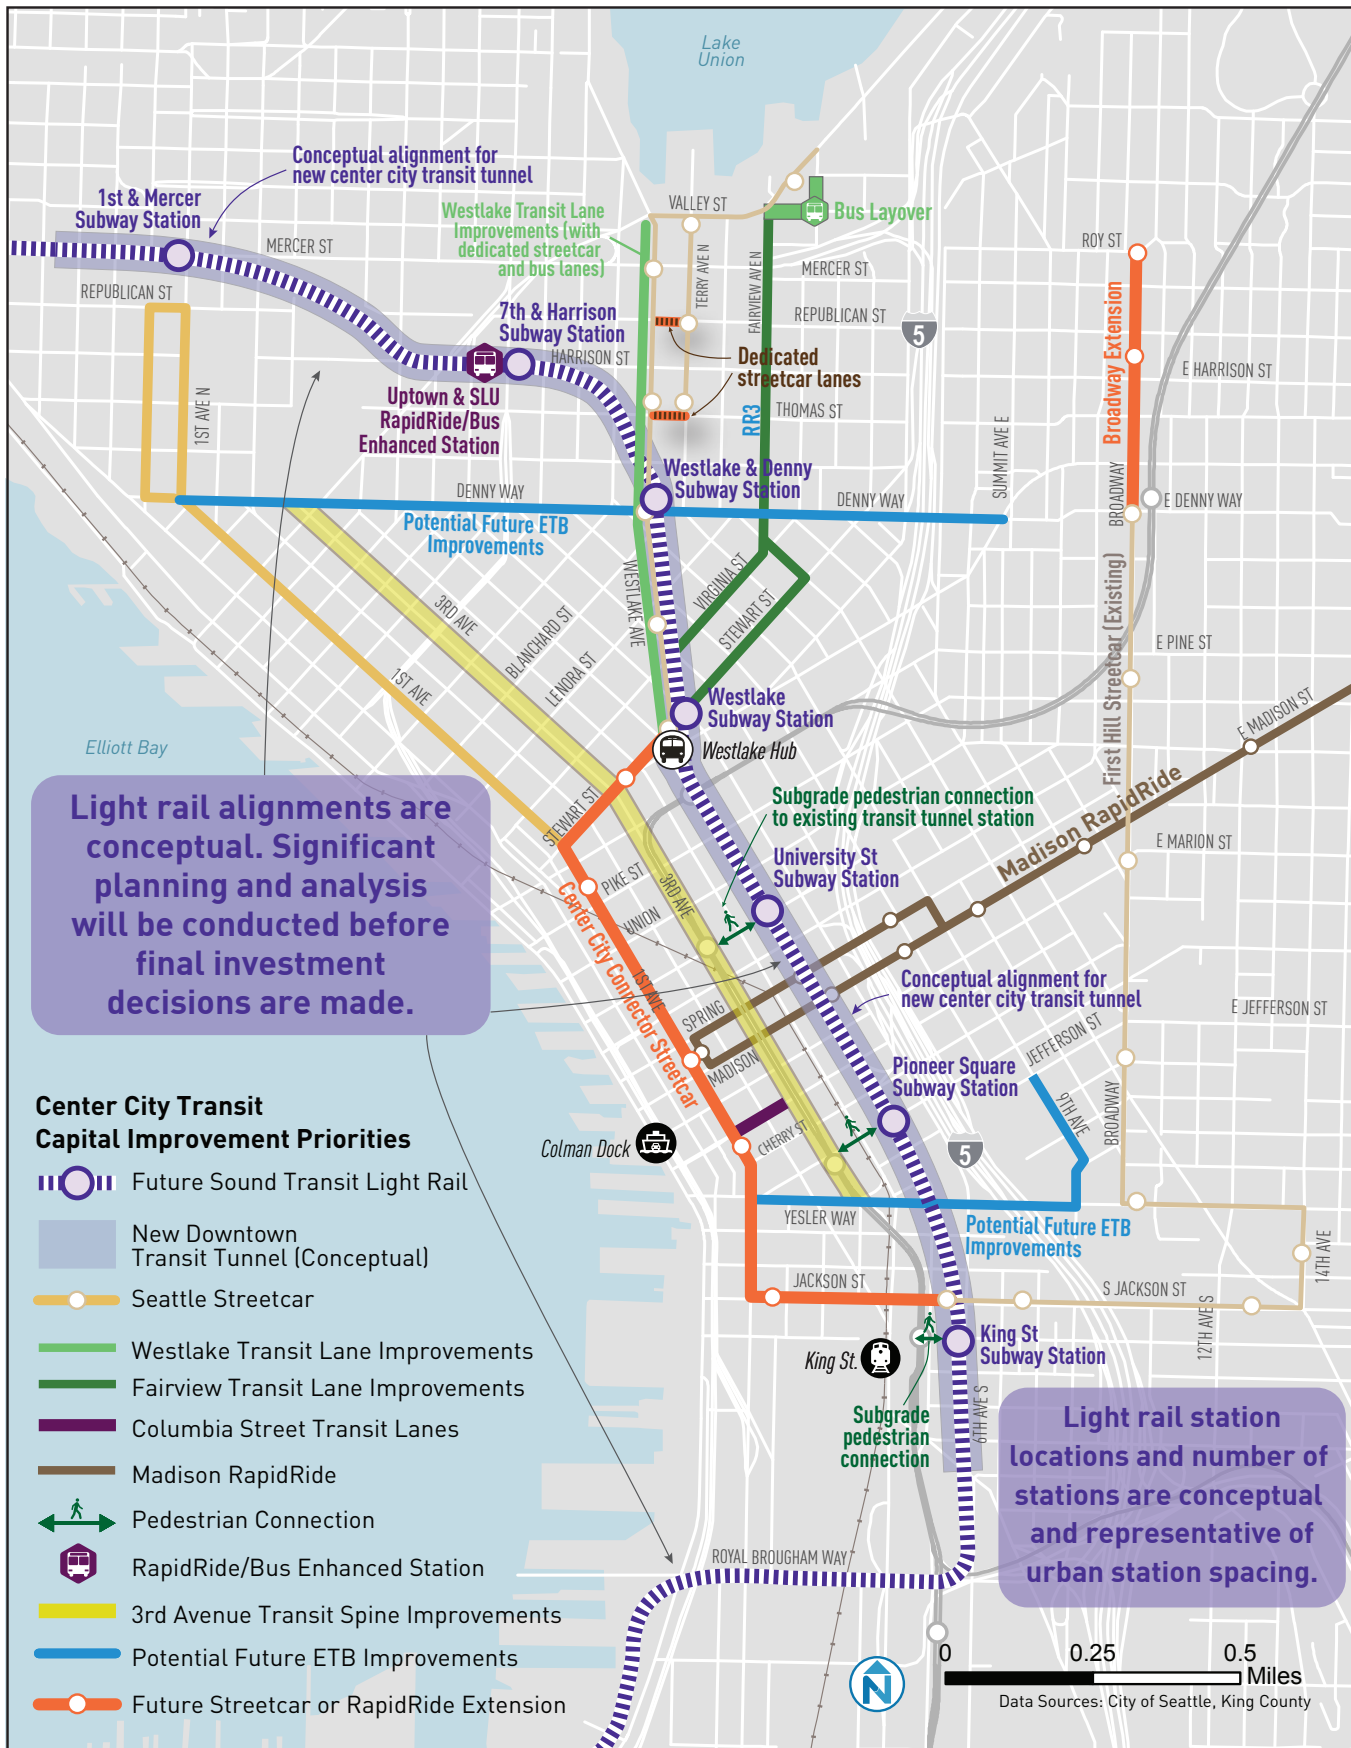 Lake
Union
Conceptual alignment for
new center city transit tunnel
1st & Mercer
Subway Station
Westlake Transit Lane
Improvements (with
dedicated streetcar
and bus lanes)
VALLEY ST
Bus Layover
MERCER ST
ROY ST
MERCER ST
REPUBLICAN ST
TERRY AVE N
FAIRVIEW AVE N
7th & Harrison
Subway Station
REPUBLICAN ST
5
HARRISON ST
Dedicated
streetcar lanes
E HARRISON ST
Broadway Extension
1ST AVE N
Uptown & SLU
RapidRide/Bus
Enhanced Station
RR3
THOMAS ST
SUMMIT AVE E
Westlake & Denny
Subway Station
DENNY WAY
DENNY WAY
BROADWAY
E DENNY WAY
Potential Future ETB
Improvements
WESTLAKE AVE
VIRGINIA ST
STEWART ST
3RD AVE
BLANCHARD ST
LENORA ST
1ST AVE
First Hill Streetcar (Existing)
E PINE ST
Westlake
Subway Station
E MADISON ST
Elliott Bay
Westlake Hub
Madison RapidRide
Light rail alignments are
conceptual. Significant
planning and analysis
will be conducted before
final investment
decisions are made.
STEWART ST
Subgrade pedestrian connection
to existing transit tunnel station
University St
Subway Station
E MARION ST
PIKE ST
3RD AVE
UNION
Center City Connector Streetcar
1ST AVE
Conceptual alignment for
new center city transit tunnel
SPRING
MADISON
E JEFFERSON ST
JEFFERSON ST
Pioneer Square
Subway Station
9TH AVE
BROADWAY
Center City Transit
Capital Improvement Priorities
Colman Dock
CHERRY ST
5
Future Sound Transit Light Rail
YESLER WAY
Potential Future ETB
Improvements
New Downtown
Transit Tunnel (Conceptual)
14TH AVE
JACKSON ST
S JACKSON ST
Seattle Streetcar
12TH AVE S
Westlake Transit Lane Improvements
King St.
King St
Subway Station
Fairview Transit Lane Improvements
6TH AVE S
Subgrade
pedestrian
connection
Columbia Street Transit Lanes
Madison RapidRide
Light rail station
locations and number of
stations are conceptual
and representative of
urban station spacing.
Pedestrian Connection
ROYAL BROUGHAM WAY
RapidRide/Bus Enhanced Station
3rd Avenue Transit Spine Improvements
Potential Future ETB Improvements
Future Streetcar or RapidRide Extension
N
0 0.25 0.5
Miles
Data Sources: City of Seattle, King County